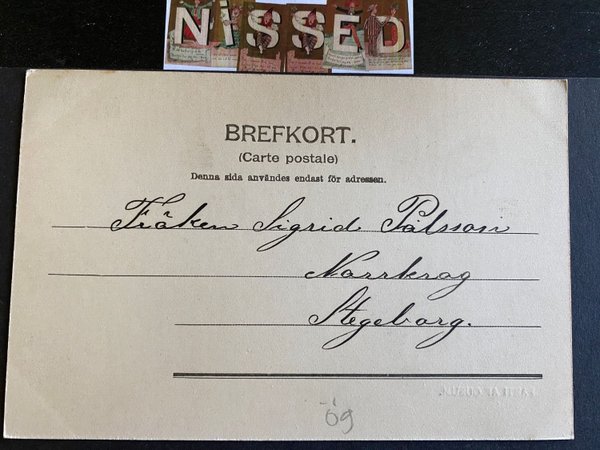 NISSED
BREFKORT.
(Carte postale)
Denna sida användes endast för adressen.
Fröken Sigrid Pålsson
Norrkrog
Stegeborg.
Ög